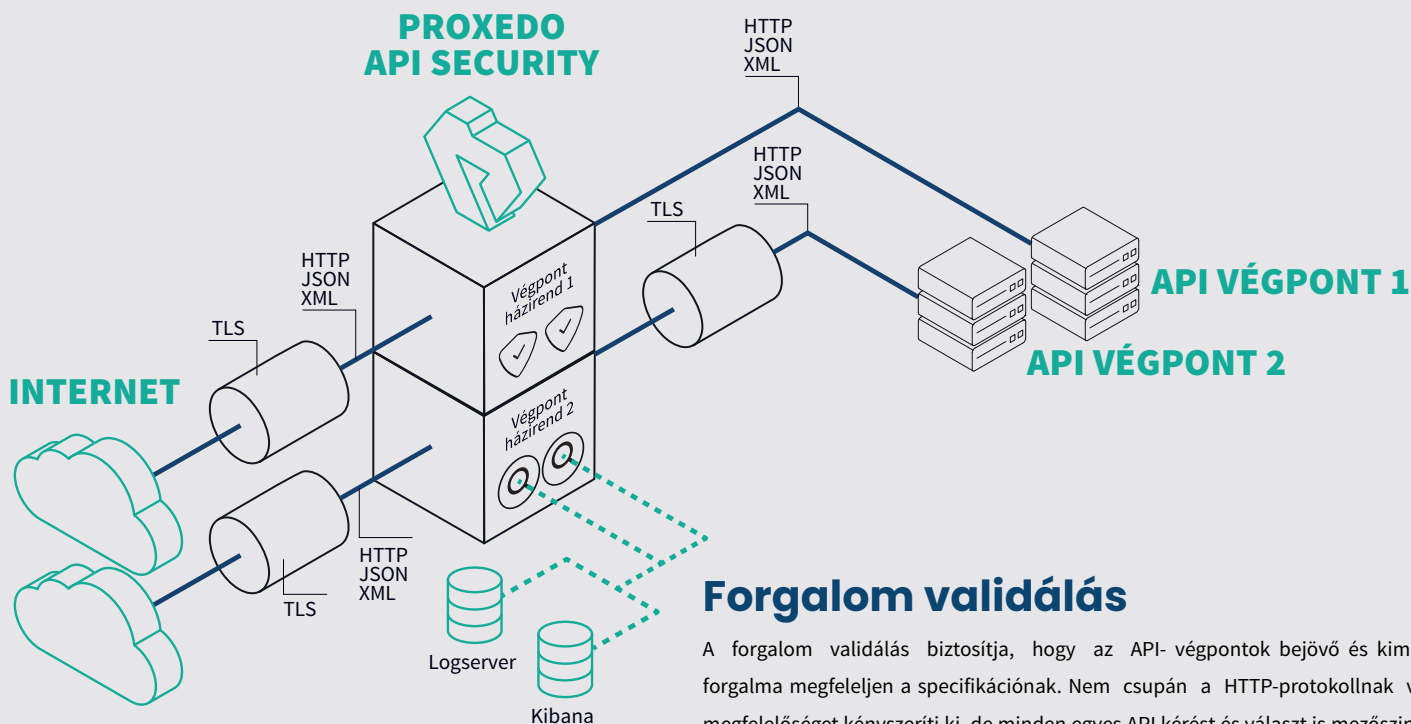 PROXEDO
API SECURITY
HTTP
JSON
XML
HTTP
JSON
XML
TLS
HTTP
JSON
XML
TLS
INTERNET
Végpont
házirend 1
API VÉGPONT 1
API VÉGPONT 2
Végpont
házirend 2
HTTP
JSON
XML
TLS
Logserver
Kibana
Forgalom validálás
A forgalom validálás biztosítja, hogy az API- végpontok bejövő és kim
forgalma megfeleljen a specifikációnak. Nem csupán a HTTP-protokollnak v